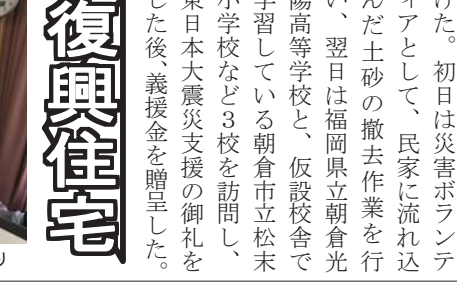 けた。初日は災害ボランテ
ィアとして、民家に流れ込
んだ土砂の撤去作業を行
い、翌日は福岡県立朝倉光
陽高等学校と、仮設校舎で
学習している朝倉市立松末
小学校など３校を訪問し、
東日本大震災支援の御礼を
した後、義援金を贈呈した。
復興住宅
り